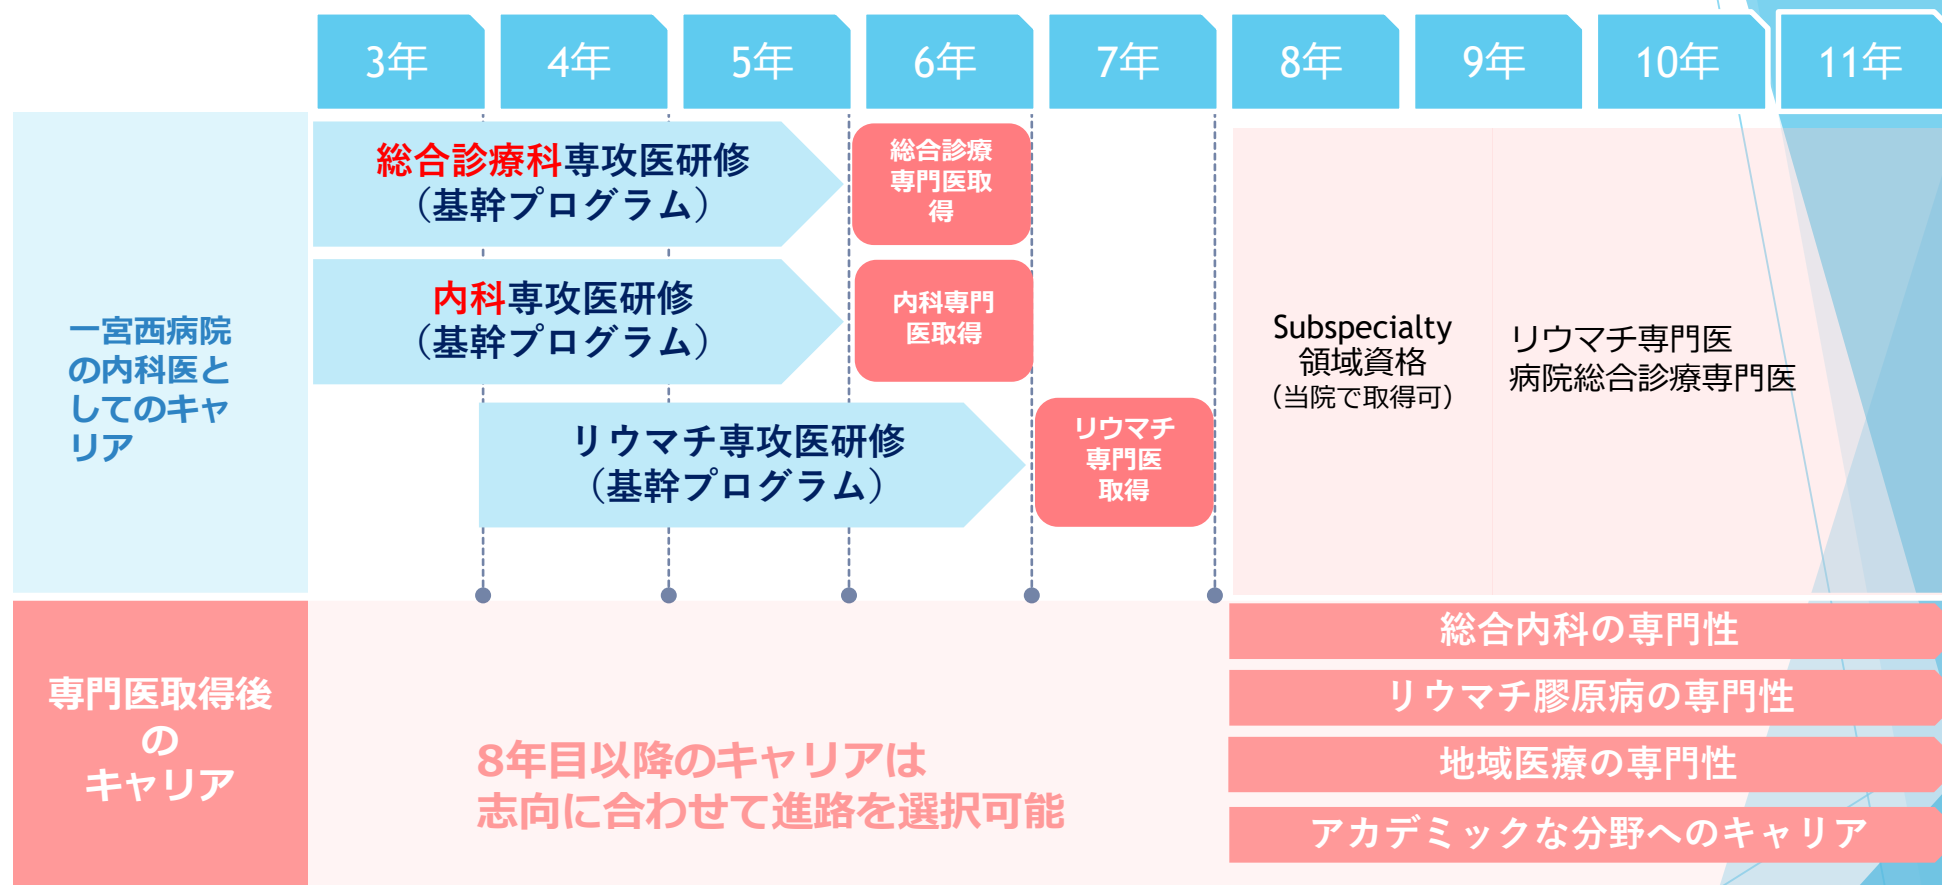 3年
4年
5年
6年
7年
8年
9年
10年
11年
一宮西病院
の内科医と
してのキャ
リア
総合診療科専攻医研修
（基幹プログラム）
総合診療
専門医取
得
内科専攻医研修
（基幹プログラム）
内科専門
医取得
リウマチ専攻医研修
（基幹プログラム）
リウマチ
専門医
取得
Subspecialty
領域資格
（当院で取得可）
リウマチ専門医
病院総合診療専門医
専門医取得後
の
キャリア
8年目以降のキャリアは
志向に合わせて進路を選択可能
総合内科の専門性
リウマチ膠原病の専門性
地域医療の専門性
アカデミックな分野へのキャリア